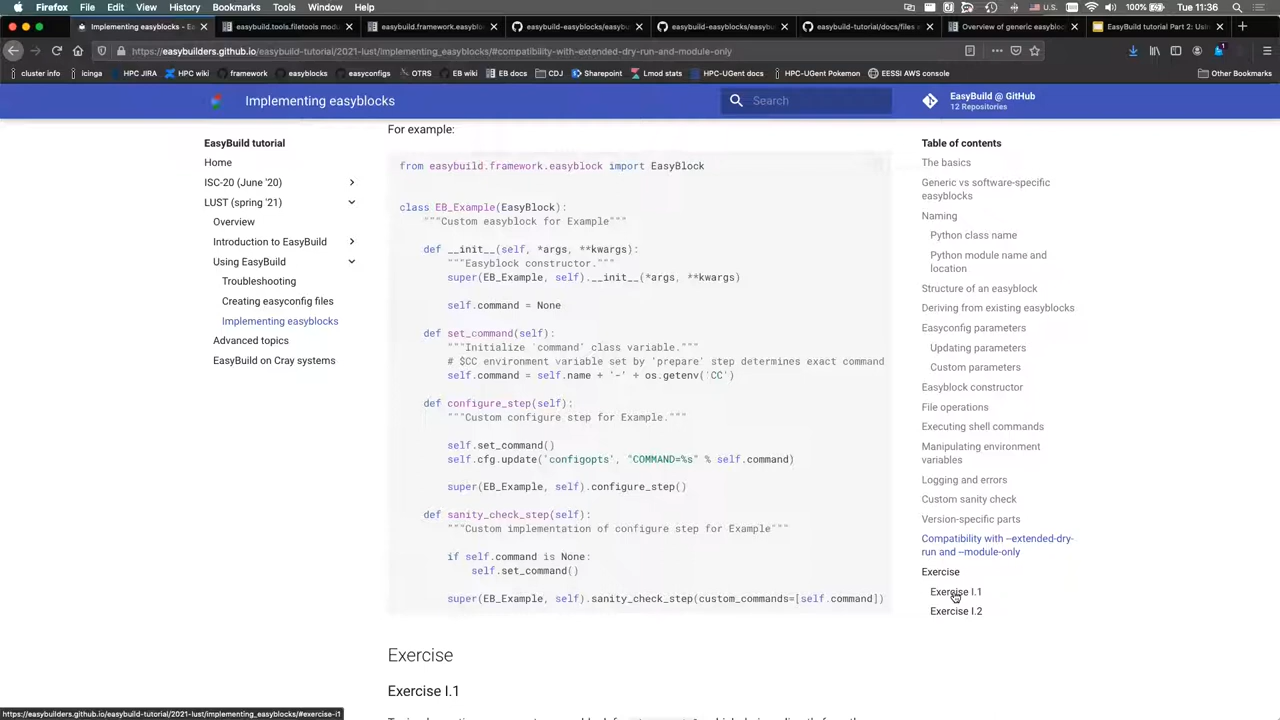 Firefox File Edit View History Bookmarks Tools Window Help
Tue 11:36
Implementing easyblocks - Ea
easybuild.tools.filetools module
easybuild.framework.easyblock
easybuild-easyblocks/easybu
easybuild-easyblocks/easybu
easybuild-tutorial/docs/files a
Overview of generic easyblo
EasyBuild tutorial Part 2: Usin
https://easybuilders.github.io/easybuild-tutorial/2021-lust/implementing_easyblocks/#compatibility-with-extended-dry-run-and-module-only
cluster info Icinga HPC JIRA HPC wiki framework easyblocks easyconfigs OTRS EB wiki EB docs CDJ Sharepoint Lmod stats HPC-UGent docs HPC-UGent Pokemon EESSI AWS console Other Bookmarks
Implementing easyblocks
Search
EasyBuild @ GitHub
12 Repositories
EasyBuild tutorial
Home
ISC-20 (June '20)
LUST (spring '21)
Overview
Introduction to EasyBuild
Using EasyBuild
Troubleshooting
Creating easyconfig files
Implementing easyblocks
Advanced topics
EasyBuild on Cray systems
For example:
from easybuild.framework.easyblock import EasyBlock
class EB_Example(EasyBlock):
"""Custom easyblock for Example"""
def __init__(self, *args, **kwargs):
"""Easyblock constructor."""
super(EB_Example, self).__init__(*args, **kwargs)
self.command = None
def set_command(self):
"""Initialize 'command' class variable."""
# $CC environment variable set by 'prepare' step determines exact command
self.command = self.name + '-' + os.getenv('CC')
def configure_step(self):
"""Custom configure step for Example."""
self.set_command()
self.cfg.update('configopts', "COMMAND=%s" % self.command)
super(EB_Example, self).configure_step()
def sanity_check_step(self):
"""Custom implementation of configure step for Example"""
if self.command is None:
self.set_command()
super(EB_Example, self).sanity_check_step(custom_commands=[self.command])
Exercise
Exercise I.1
Table of contents
The basics
Generic vs software-specific
easyblocks
Naming
Python class name
Python module name and
location
Structure of an easyblock
Deriving from existing easyblocks
Easyconfig parameters
Updating parameters
Custom parameters
Easyblock constructor
File operations
Executing shell commands
Manipulating environment
variables
Logging and errors
Custom sanity check
Version-specific parts
Compatibility with --extended-dry-
run and --module-only
Exercise
Exercise I.1
Exercise I.2
https://easybuilders.github.io/easybuild-tutorial/2021-lust/implementing_easyblocks/#exercise-i1